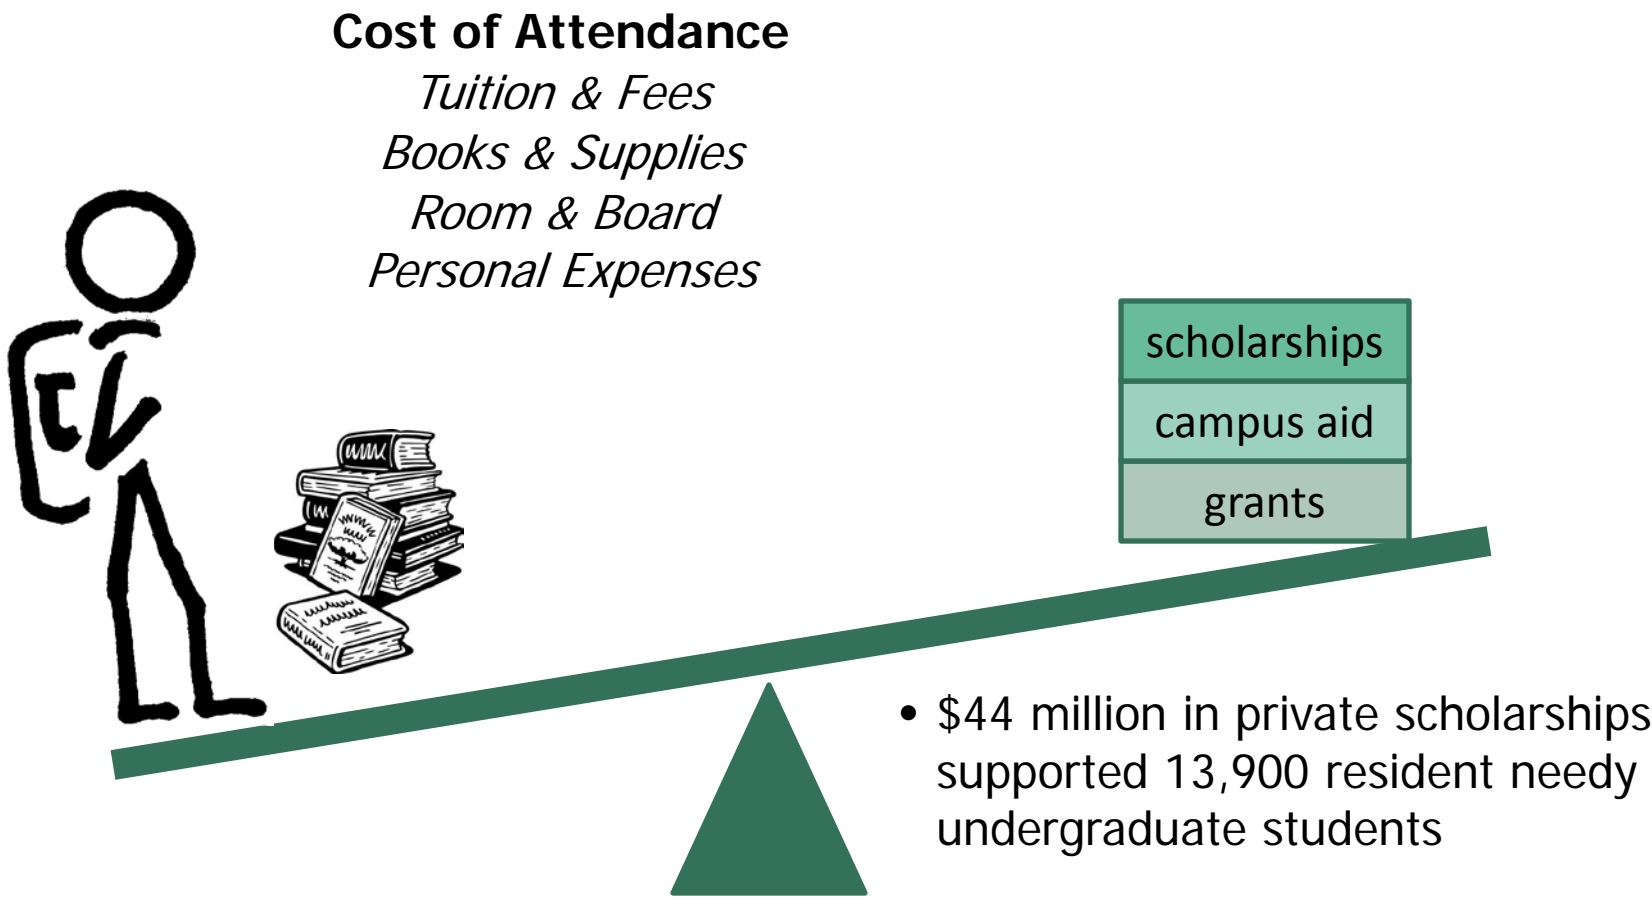 Cost of Attendance
Tuition & Fees
Books & Supplies
Room & Board
Personal Expenses
scholarships
campus aid
grants
• $44 million in private scholarships
supported 13,900 resident needy
undergraduate students